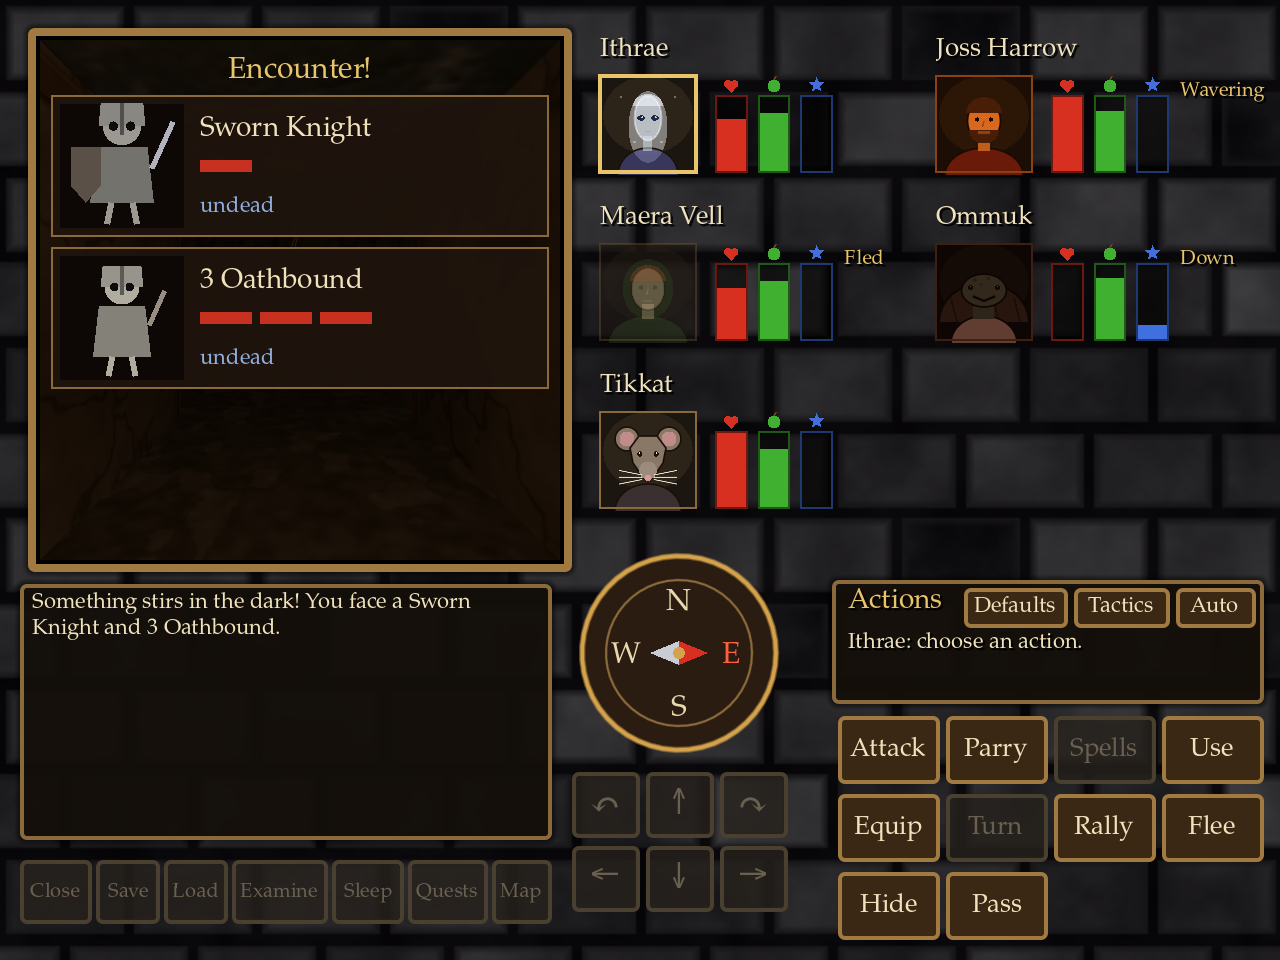 Encounter!
Sworn Knight
undead
3 Oathbound
undead
Ithrae
Joss Harrow
Wavering
Maera Vell
Fled
Ommuk
Down
Tikkat
Something stirs in the dark! You face a Sworn
Knight and 3 Oathbound.
N
W
E
S
Actions
Defaults
Tactics
Auto
Ithrae: choose an action.
Attack
Parry
Spells
Use
Equip
Turn
Rally
Flee
Hide
Pass
Close
Save
Load
Examine
Sleep
Quests
Map